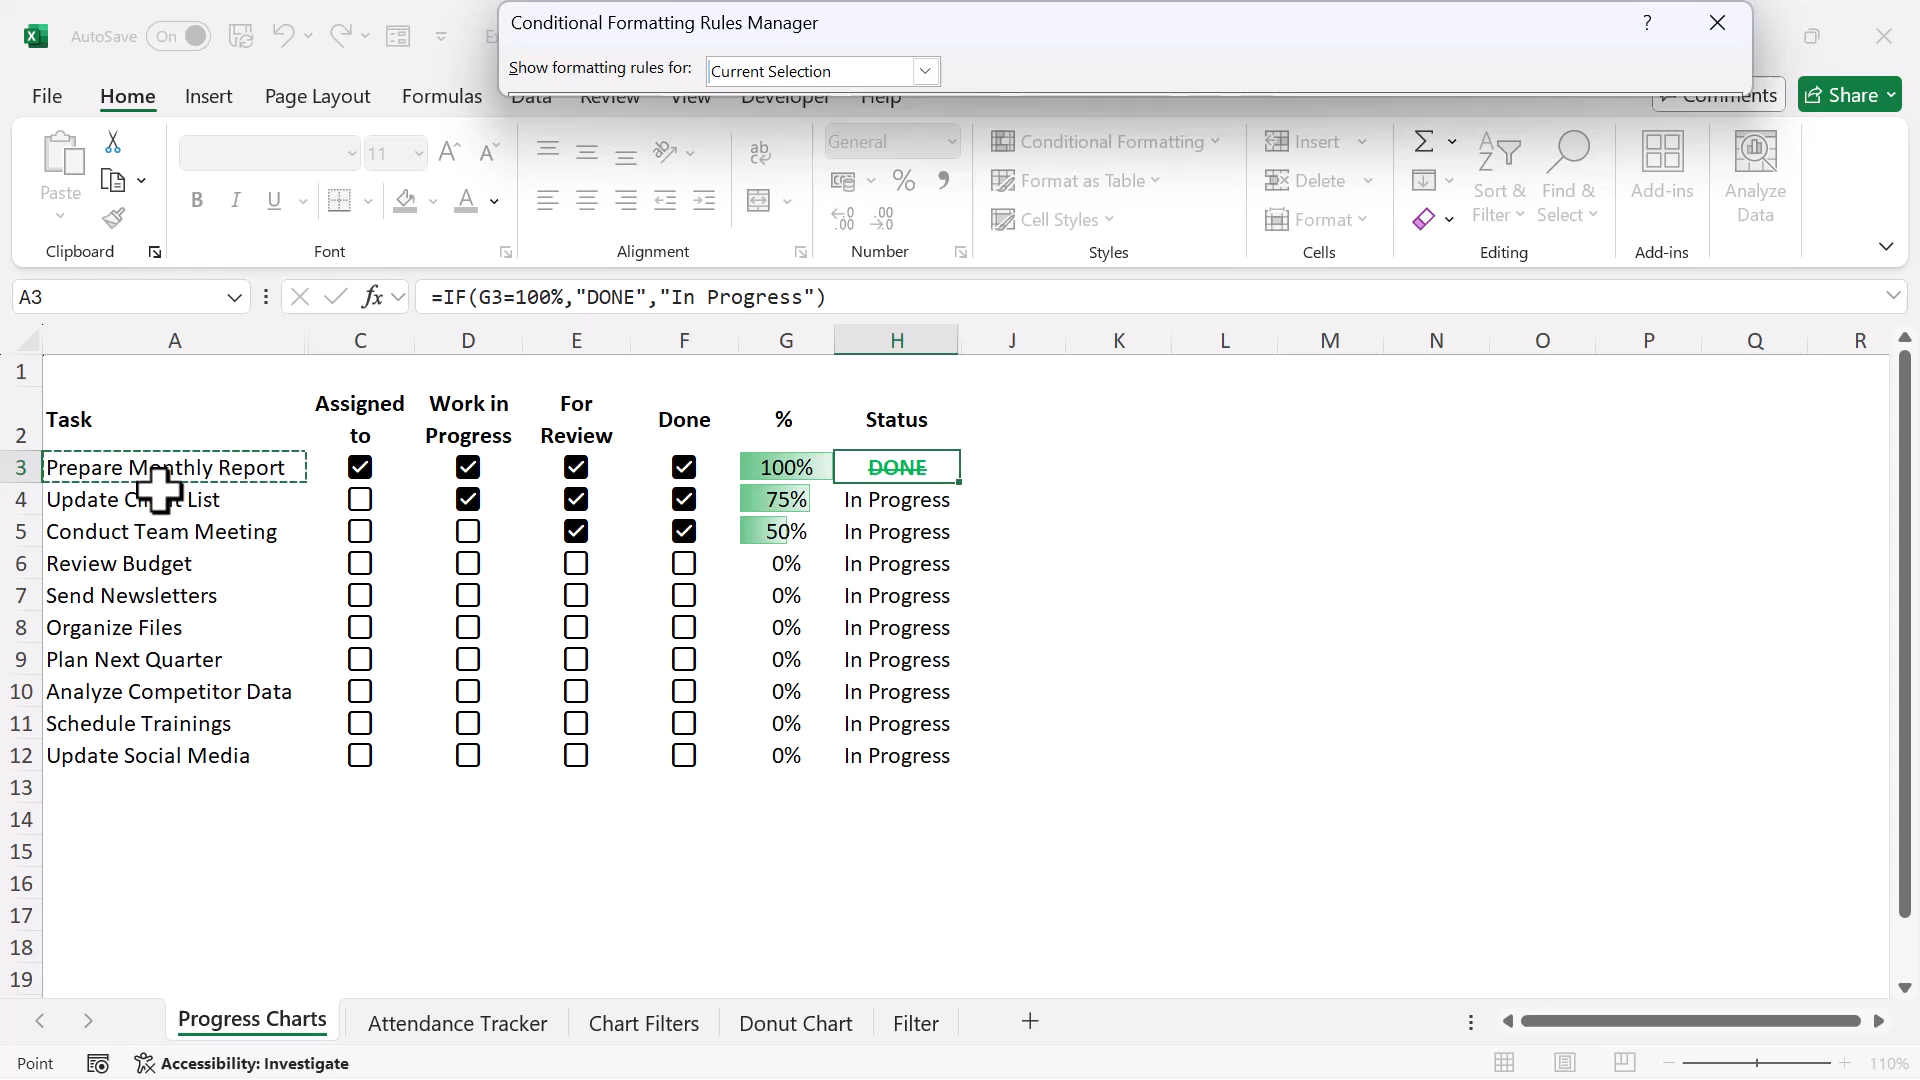 Conditional Formatting Rules Manager
?
AutoSave On
Show formatting rules for: Current Selection
File Home Insert Page Layout Formulas Data Review View Developer Help Comments Share
Paste
11
General
Conditional Formatting
Format as Table
Cell Styles
Insert
Delete
Format
Sort & Filter
Find & Select
Add-ins
Analyze Data
Clipboard Font Alignment Number Styles Cells Editing Add-ins
A3 fx =IF(G3=100%,"DONE","In Progress")
A C D E F G H J K L M N O P Q R
1
2 Task Assigned to Work in Progress For Review Done % Status
3 Prepare Monthly Report 100% DONE
4 Update List 75% In Progress
5 Conduct Team Meeting 50% In Progress
6 Review Budget 0% In Progress
7 Send Newsletters 0% In Progress
8 Organize Files 0% In Progress
9 Plan Next Quarter 0% In Progress
10 Analyze Competitor Data 0% In Progress
11 Schedule Trainings 0% In Progress
12 Update Social Media 0% In Progress
13
14
15
16
17
18
19
Progress Charts Attendance Tracker Chart Filters Donut Chart Filter
Point Accessibility: Investigate 110%